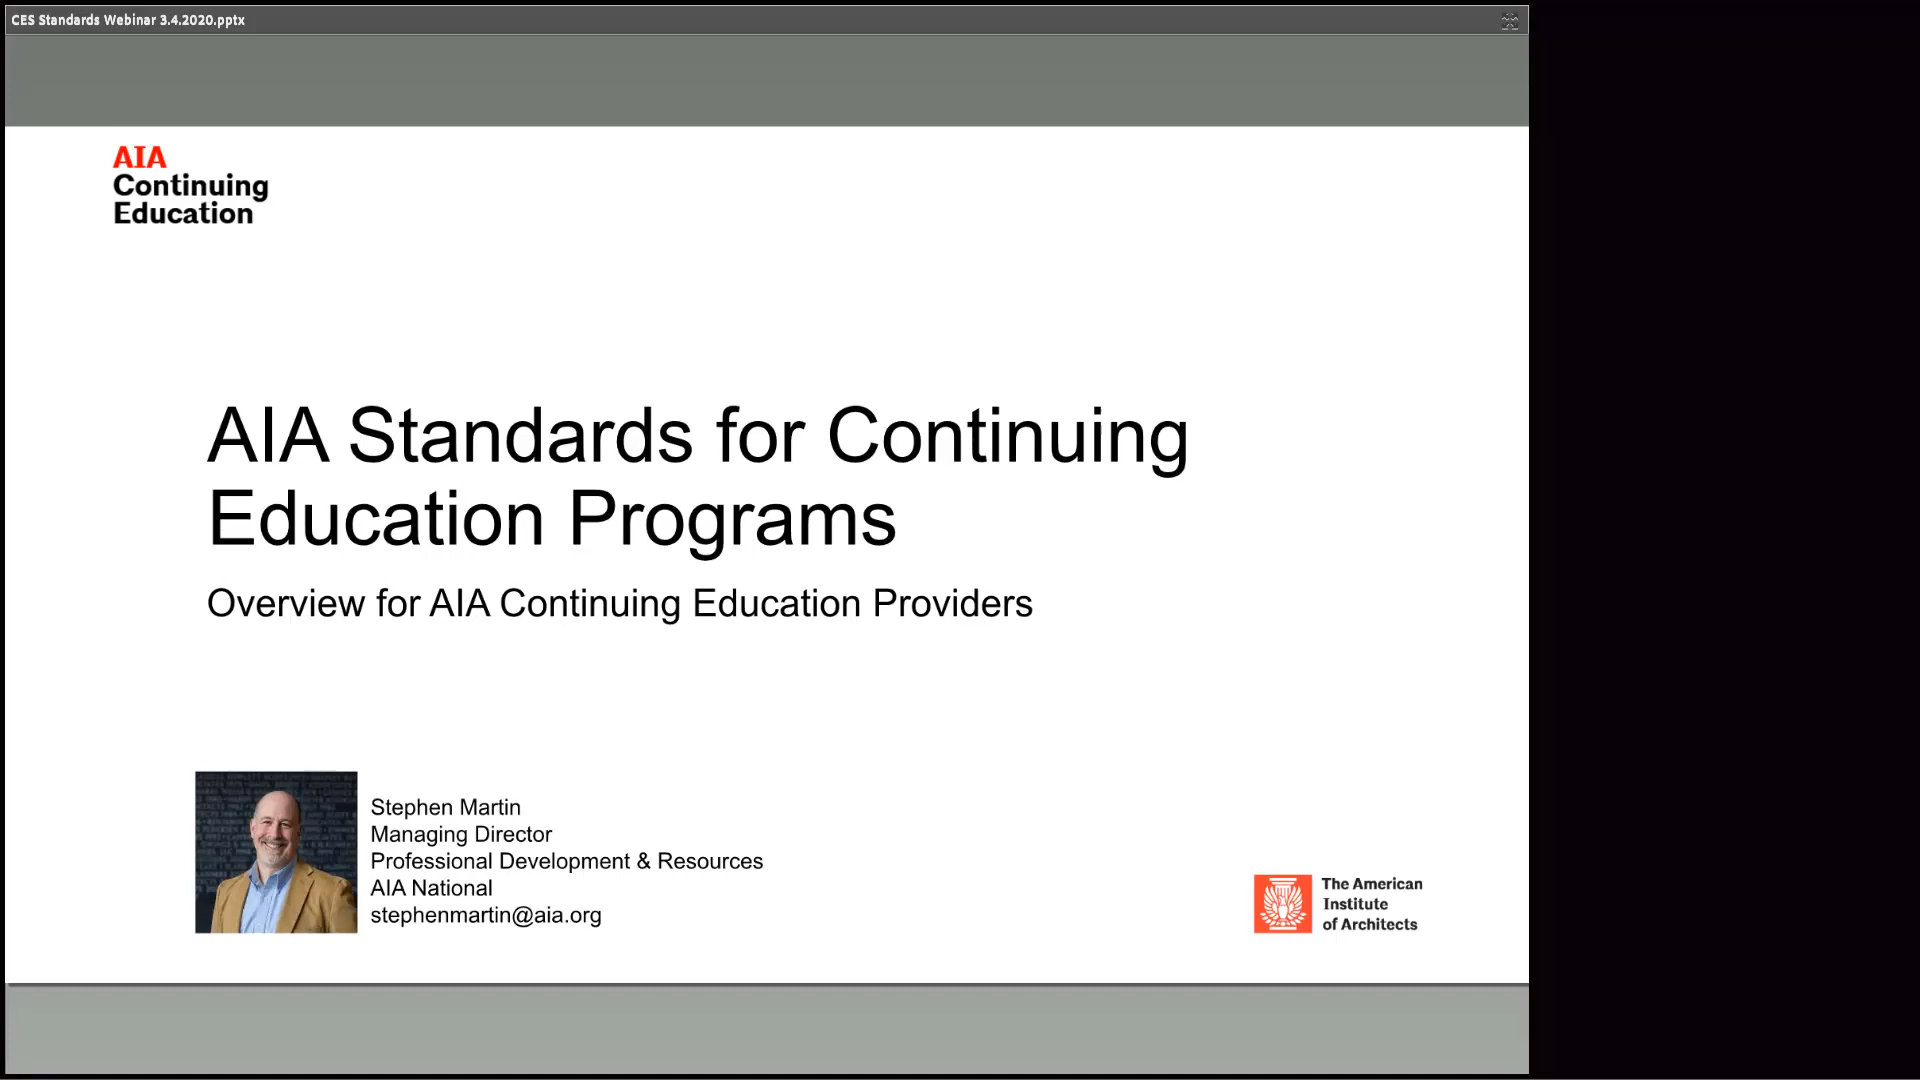 CES Standards Webinar 3.4.2020.pptx
AIA
Continuing
Education
AIA Standards for Continuing
Education Programs
Overview for AIA Continuing Education Providers
Stephen Martin
Managing Director
Professional Development & Resources
AIA National
stephenmartin@aia.org
The American
Institute
of Architects